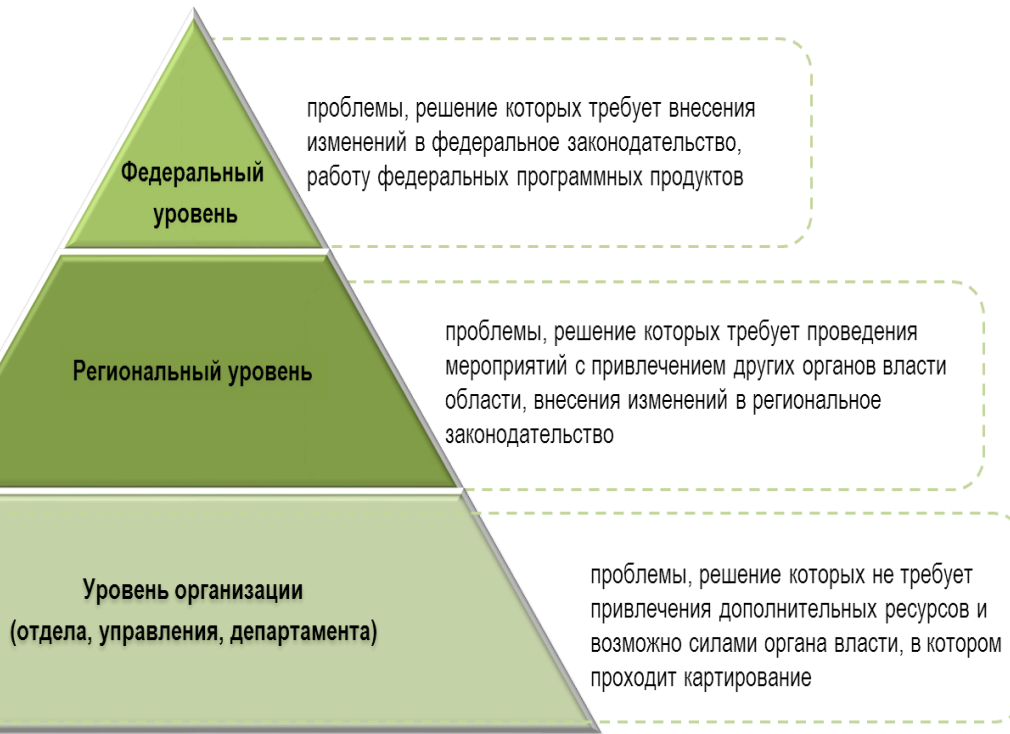 Федеральный
уровень
проблемы, решение которых требует внесения
изменений в федеральное законодательство,
работу федеральных программных продуктов
Региональный уровень
проблемы, решение которых требует проведения
мероприятий с привлечением других органов власти
области, внесения изменений в региональное
законодательство
Уровень организации
(отдела, управления, департамента)
проблемы, решение которых не требует
привлечения дополнительных ресурсов и
возможно силами органа власти, в котором
проходит картирование